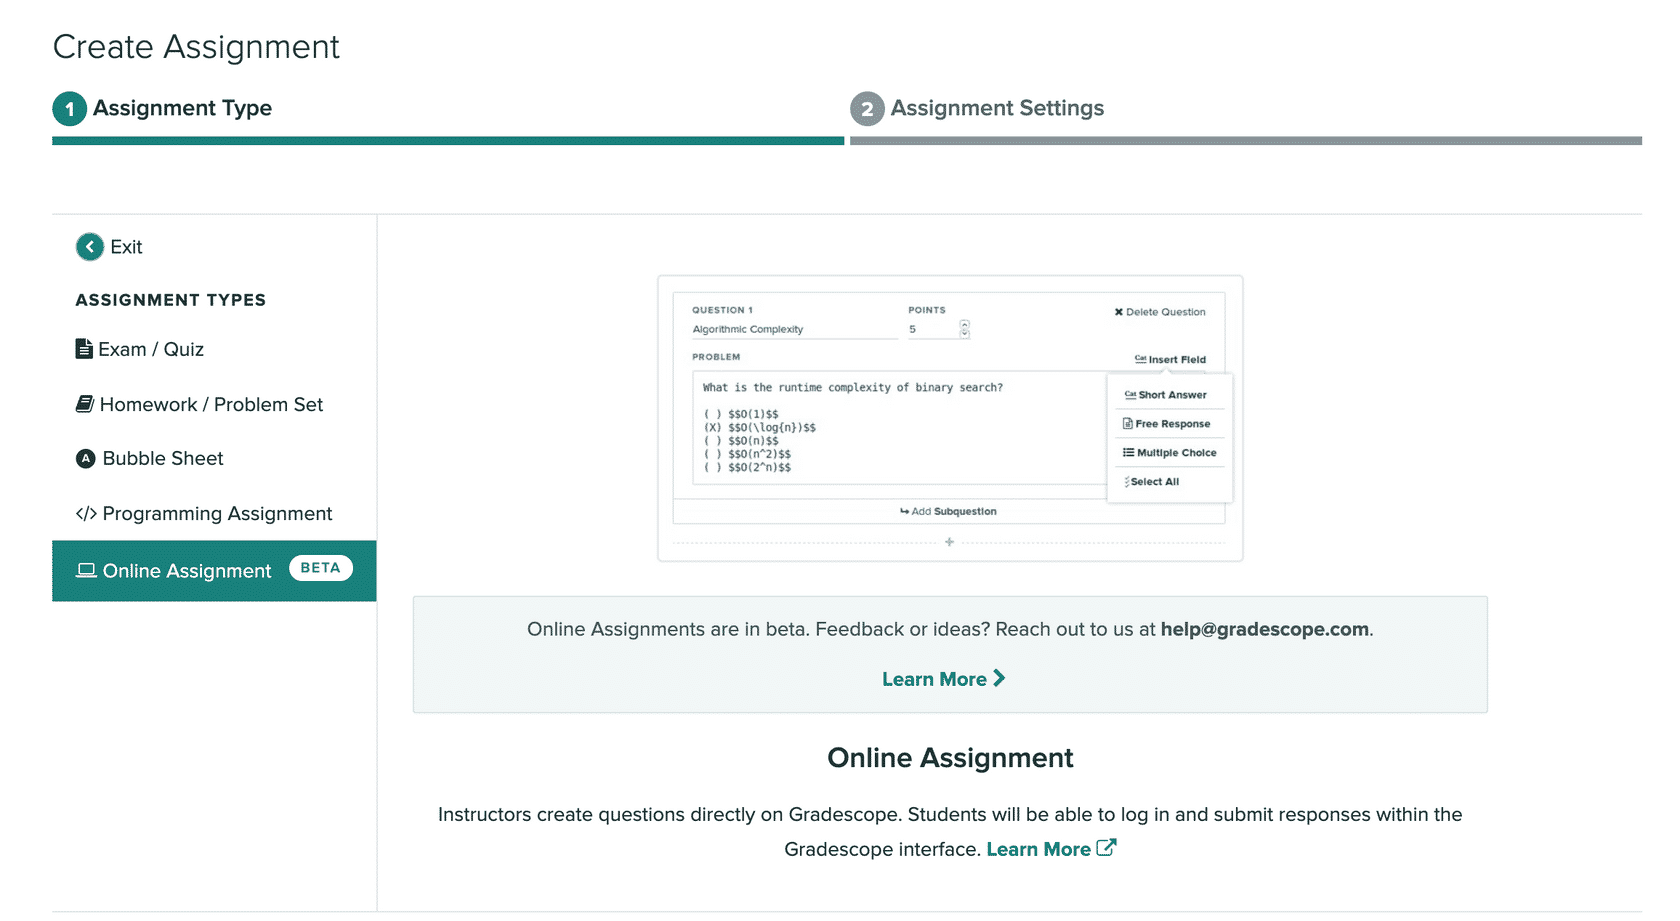 Create Assignment
1 Assignment Type
2 Assignment Settings
Exit
ASSIGNMENT TYPES
Exam / Quiz
Homework / Problem Set
A Bubble Sheet
</> Programming Assignment
Online Assignment BETA
QUESTION 1 POINTS
✖ Delete Question
Algorithmic Complexity 5
PROBLEM
Cat Insert Field
What is the runtime complexity of binary search?
( ) $$O(1)$$
(X) $$O(\log{n})$$
( ) $$O(n)$$
( ) $$O(n^2)$$
( ) $$O(2^n)$$
Cat Short Answer
Free Response
Multiple Choice
Select All
Add Subquestion
+
Online Assignments are in beta. Feedback or ideas? Reach out to us at help@gradescope.com.
Learn More
Online Assignment
Instructors create questions directly on Gradescope. Students will be able to log in and submit responses within the
Gradescope interface. Learn More